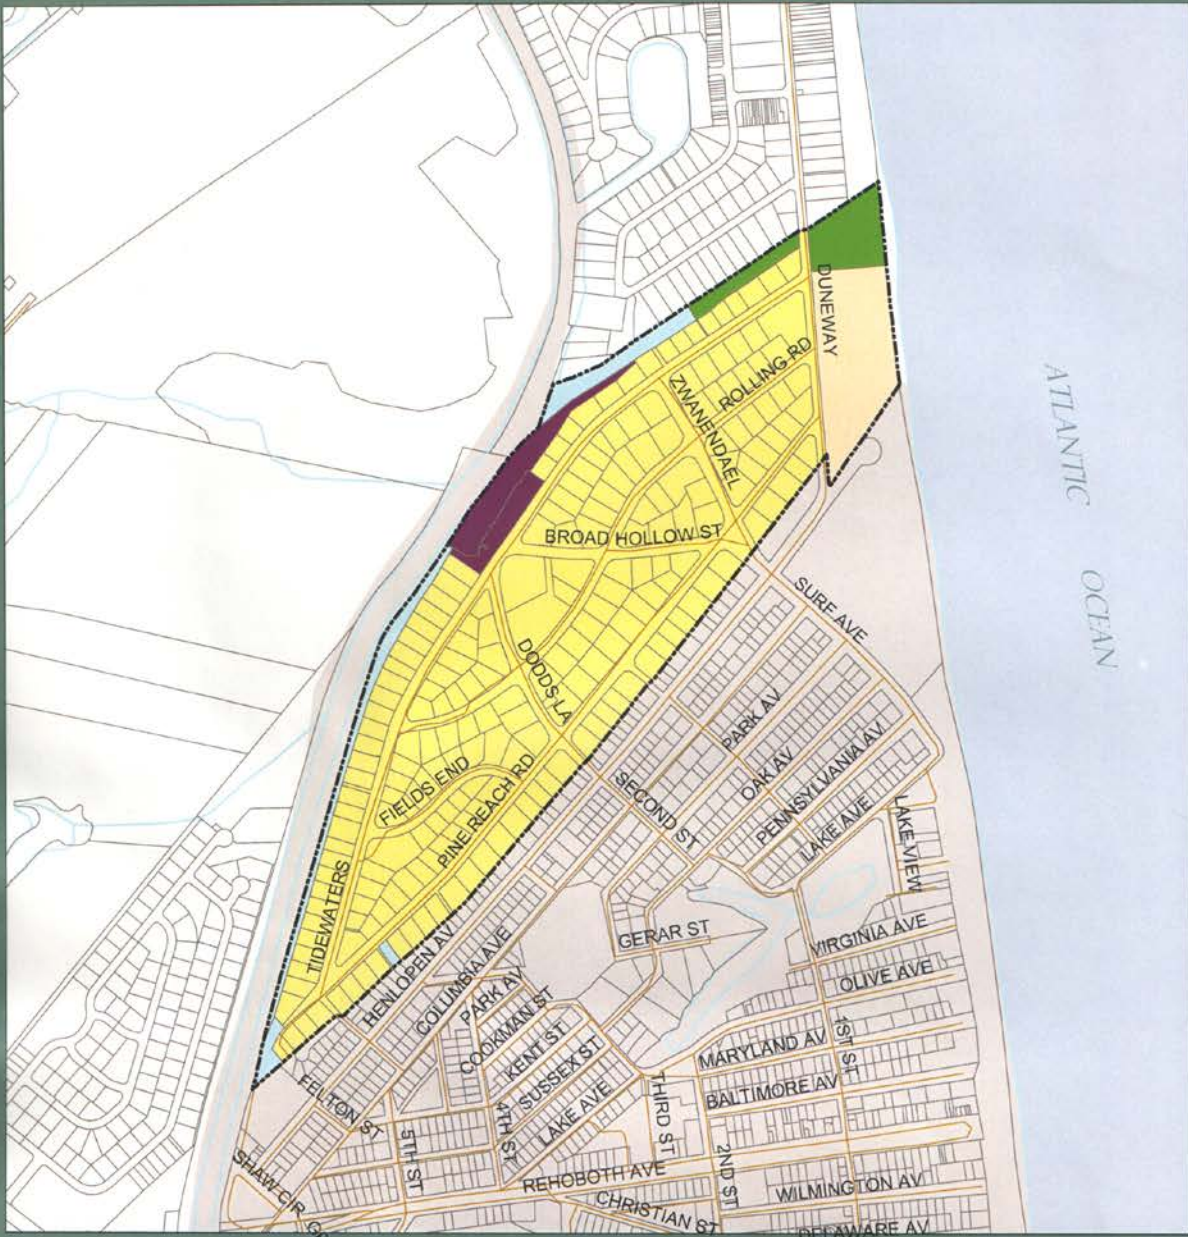 DUNEWAY
ROLLING RD
ZWANENDAEL
ATLANTIC
OCEAN
BROAD HOLLOW ST
SURF AVE
DODDS LA
PARK AV
FIELDS END
OAK AV
PENNSYLVANIA AV
PINE REACH RD
SECOND ST
LAKE AVE
LAKEVIEW
TIDEWATERS
GERAR ST
VIRGINIA AVE
HENLOPEN AV
COLUMBIA AVE
OLIVE AVE
PARK AV
COOKMAN ST
KENT ST
1ST ST
MARYLAND AV
SUSSEX ST
BALTIMORE AV
FELTON ST
LAKE AVE
THIRD ST
4TH ST
5TH ST
2ND ST
SHAW CIR
REHOBOTH AVE
WILMINGTON AV
CHRISTIAN ST
DELAWARE AV